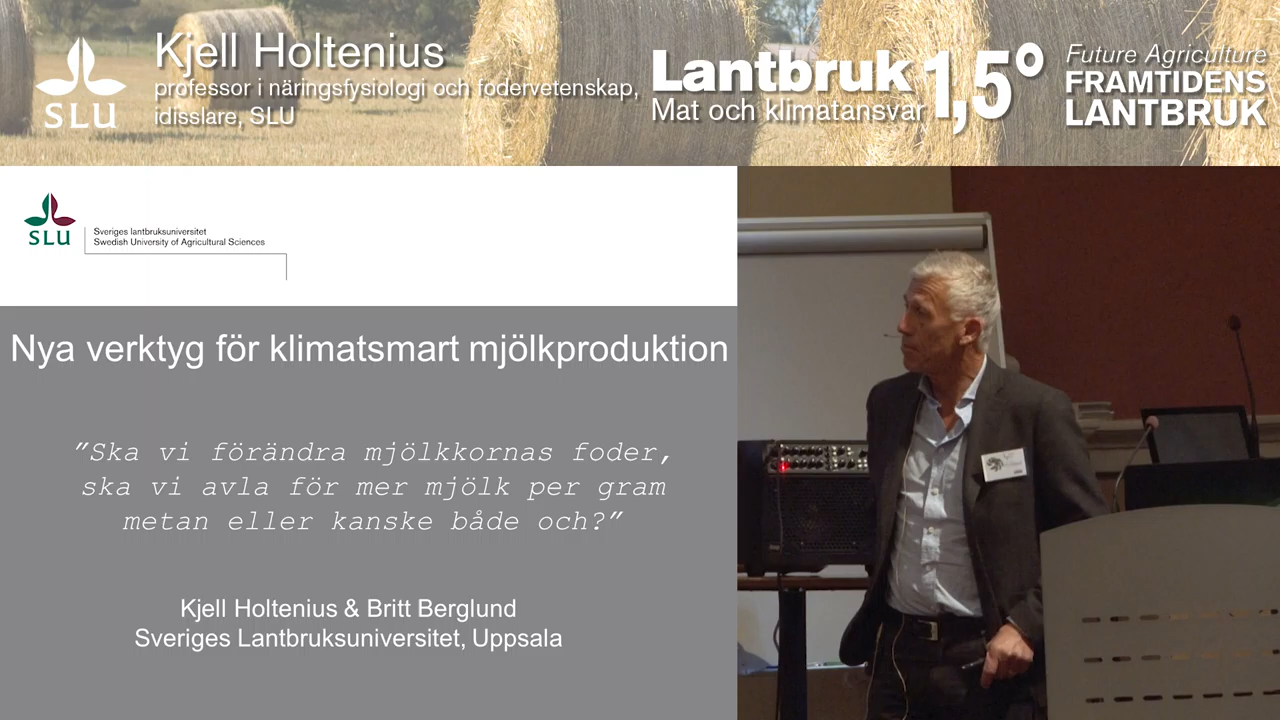 SLU
Kjell Holtenius
professor i näringsfysiologi och fodervetenskap,
idisslare, SLU
Lantbruk 1,5°
Mat och klimatansvar
Future Agriculture
FRAMTIDENS
LANTBRUK
SLU
Sveriges lantbruksuniversitet
Swedish University of Agricultural Sciences
Nya verktyg för klimatsmart mjölkproduktion
”Ska vi förändra mjölkkornas foder,
ska vi avla för mer mjölk per gram
metan eller kanske både och?”
Kjell Holtenius & Britt Berglund
Sveriges Lantbruksuniversitet, Uppsala